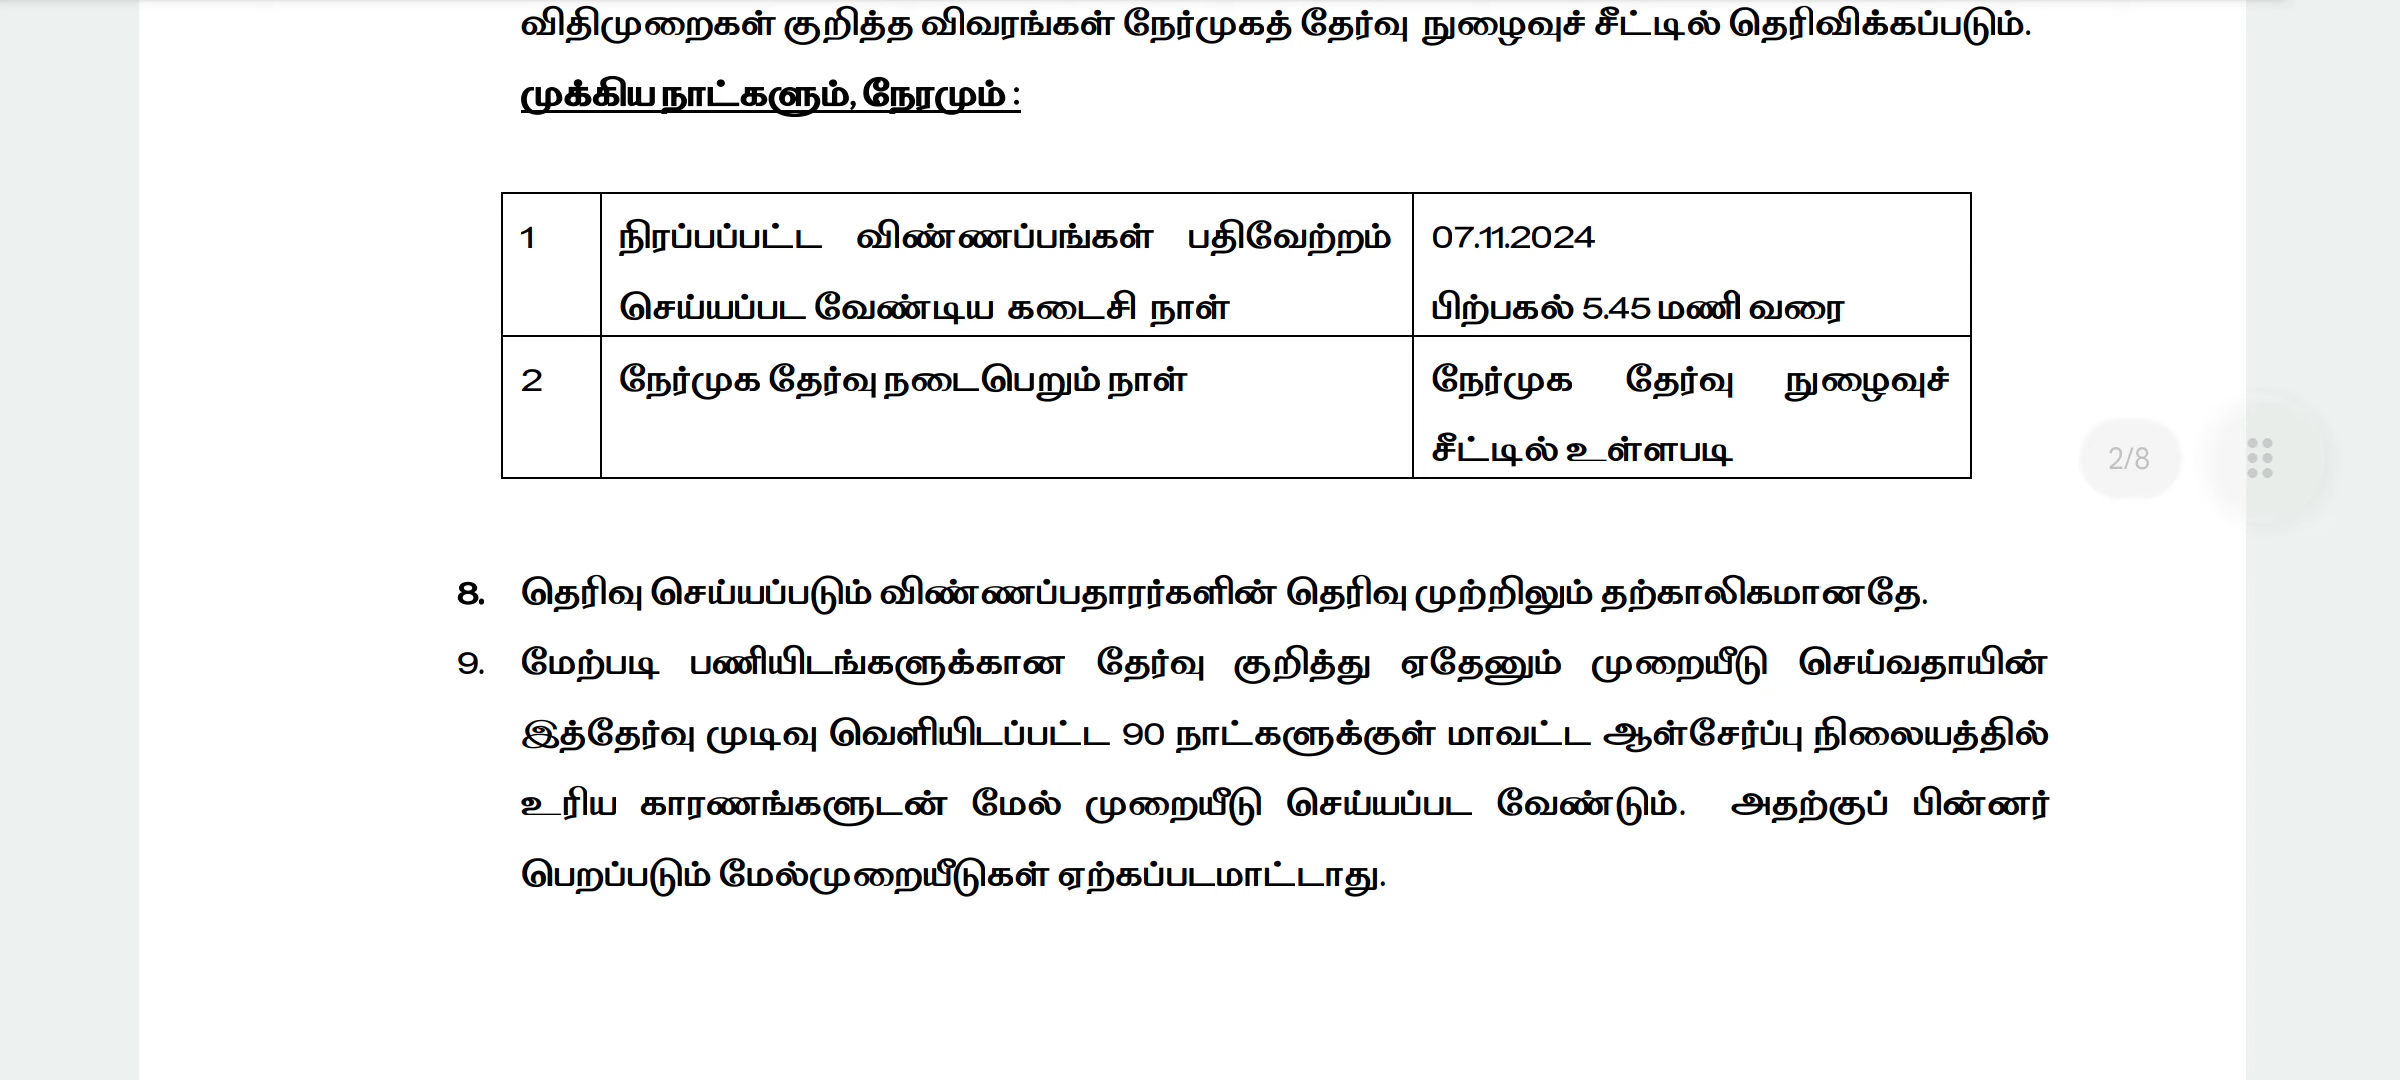 விதிமுறைகள் குறித்த விவரங்கள் நேர்முகத் தேர்வு நுழைவுச் சீட்டில் தெரிவிக்கப்படும்.
முக்கிய நாட்களும், நேரமும் :
1 நிரப்பப்பட்ட விண்ணப்பங்கள் பதிவேற்றம் 07.11.2024
செய்யப்பட வேண்டிய கடைசி நாள் பிற்பகல் 5.45 மணி வரை
2 நேர்முக தேர்வு நடைபெறும் நாள் நேர்முக தேர்வு நுழைவுச்
சீட்டில் உள்ளபடி
2/8
8. தெரிவு செய்யப்படும் விண்ணப்பதாரர்களின் தெரிவு முற்றிலும் தற்காலிகமானதே.
9. மேற்படி பணியிடங்களுக்கான தேர்வு குறித்து ஏதேனும் முறையீடு செய்வதாயின்
இத்தேர்வு முடிவு வெளியிடப்பட்ட 90 நாட்களுக்குள் மாவட்ட ஆள்சேர்ப்பு நிலையத்தில்
உரிய காரணங்களுடன் மேல் முறையீடு செய்யப்பட வேண்டும். அதற்குப் பின்னர்
பெறப்படும் மேல்முறையீடுகள் ஏற்கப்படமாட்டாது.